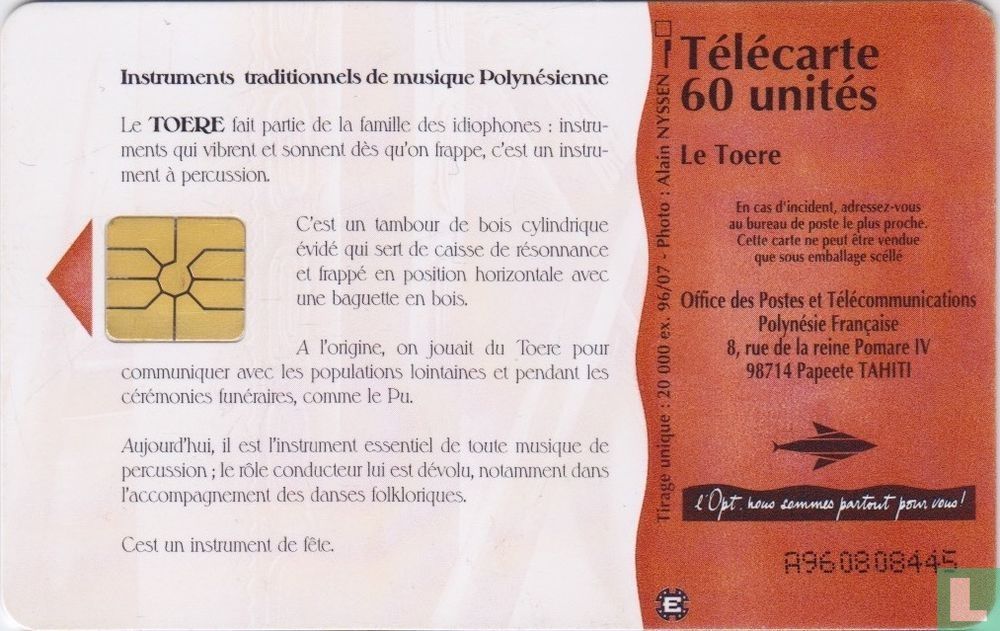 Instruments traditionnels de musique Polynésienne
Le TOERE fait partie de la famille des idiophones : instru-
ments qui vibrent et sonnent dès qu'on frappe, c'est un instru-
ment à percussion.
C'est un tambour de bois cylindrique
évidé qui sert de caisse de résonnance
et frappé en position horizontale avec
une baguette en bois.
A l'origine, on jouait du Toere pour
communiquer avec les populations lointaines et pendant les
cérémonies funéraires, comme le Pu.
Aujourd'hui, il est l'instrument essentiel de toute musique de
percussion ; le rôle conducteur lui est dévolu, notamment dans
l'accompagnement des danses folkloriques.
C'est un instrument de fête.
Tirage unique : 20 000 ex. 96/07 - Photo : Alain NYSSEN
Télécarte
60 unités
Le Toere
En cas d'incident, adressez-vous
au bureau de poste le plus proche.
Cette carte ne peut être vendue
que sous emballage scéllé
Office des Postes et Télécommunications
Polynésie Française
8, rue de la reine Pomare IV
98714 Papeete TAHITI
l'Opt. nous sommes partout pour vous !
A960808445
E
L